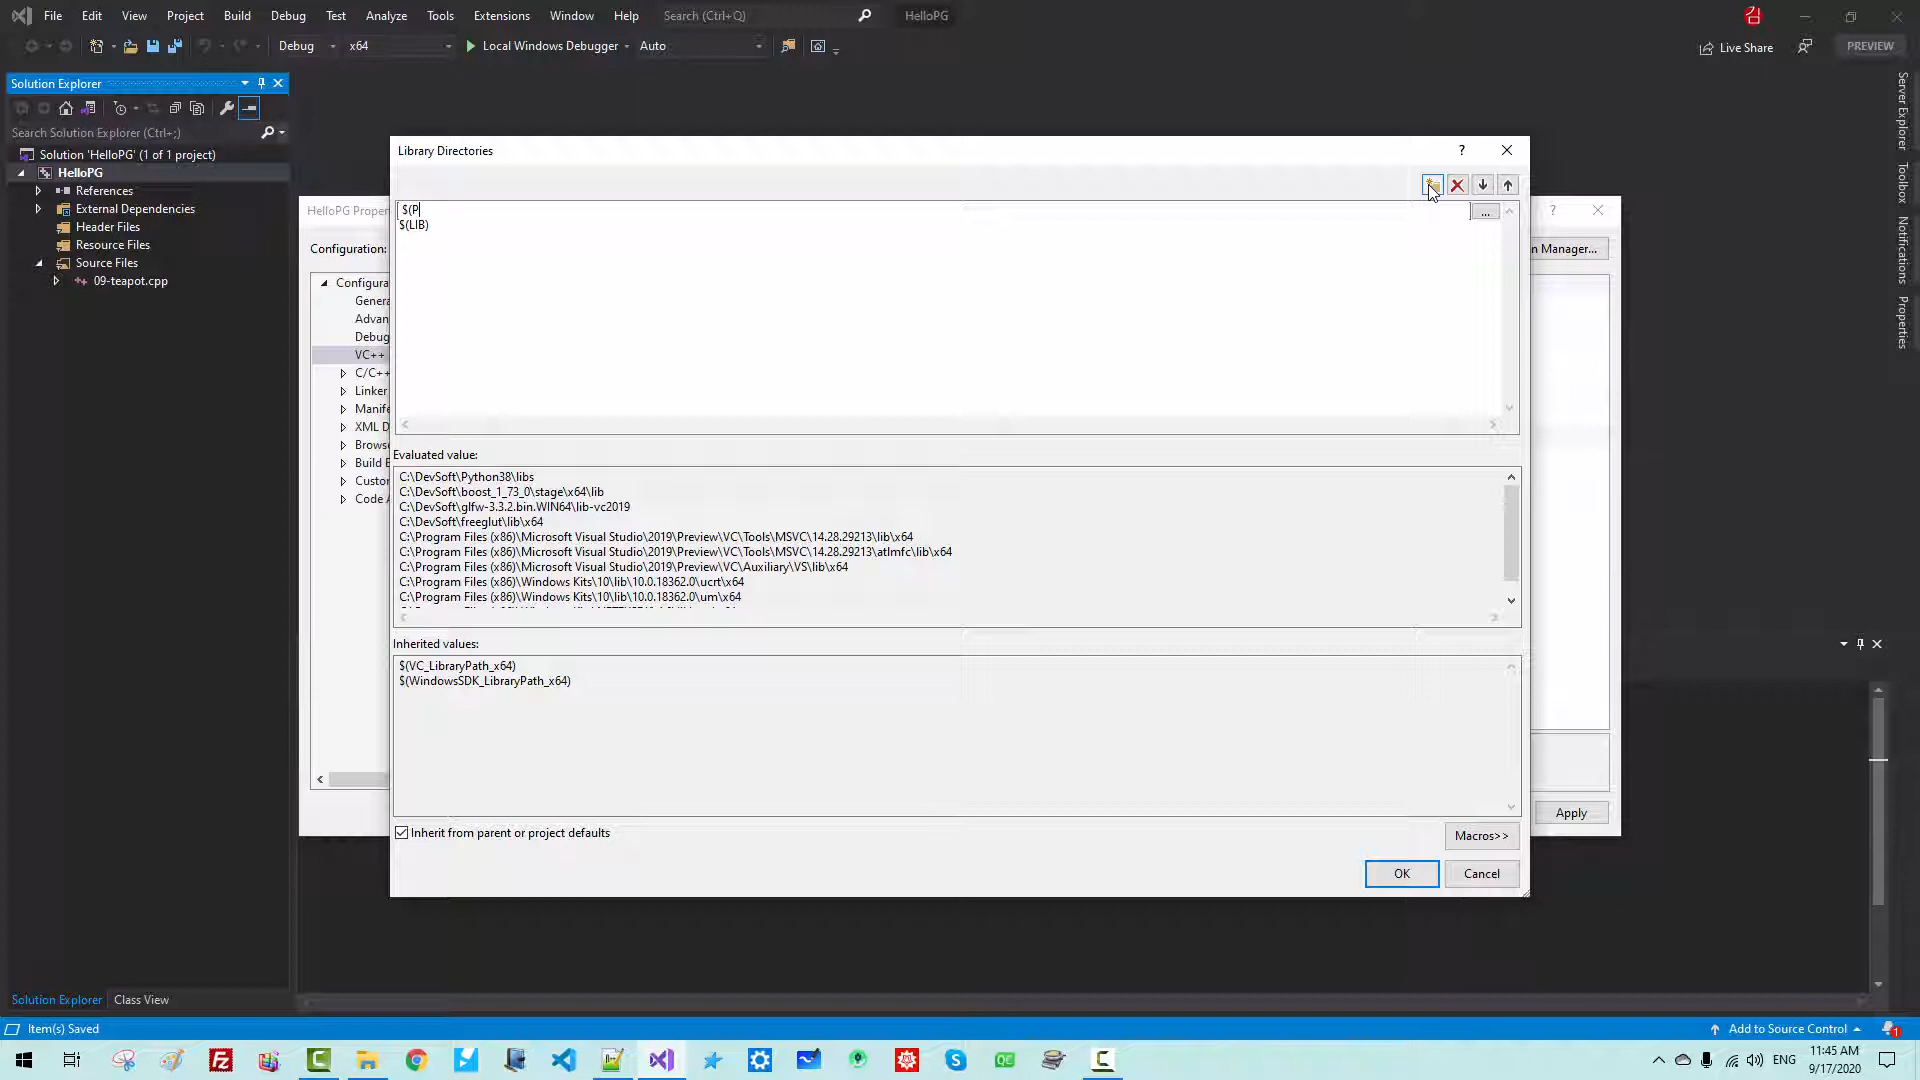 File Edit View Project Build Debug Test Analyze Tools Extensions Window Help Search (Ctrl+Q) HelloPG
Debug x64 Local Windows Debugger Auto Live Share PREVIEW
Solution Explorer
Search Solution Explorer (Ctrl+;)
Solution 'HelloPG' (1 of 1 project)
HelloPG
References
External Dependencies
Header Files
Resource Files
Source Files
09-teapot.cpp
Solution Explorer Class View
HelloPG Proper
Configuration:
n Manager...
Configura
Genera
Advan
Debug
VC++
C/C++
Linker
Manife
XML D
Browse
Build E
Custo
Code A
Apply
Library Directories
$(P
...
$(LIB)
Evaluated value:
C:\DevSoft\Python38\libs
C:\DevSoft\boost_1_73_0\stage\x64\lib
C:\DevSoft\glfw-3.3.2.bin.WIN64\lib-vc2019
C:\DevSoft\freeglut\lib\x64
C:\Program Files (x86)\Microsoft Visual Studio\2019\Preview\VC\Tools\MSVC\14.28.29213\lib\x64
C:\Program Files (x86)\Microsoft Visual Studio\2019\Preview\VC\Tools\MSVC\14.28.29213\atlmfc\lib\x64
C:\Program Files (x86)\Microsoft Visual Studio\2019\Preview\VC\Auxiliary\VS\lib\x64
C:\Program Files (x86)\Windows Kits\10\lib\10.0.18362.0\ucrt\x64
C:\Program Files (x86)\Windows Kits\10\lib\10.0.18362.0\um\x64
Inherited values:
$(VC_LibraryPath_x64)
$(WindowsSDK_LibraryPath_x64)
Inherit from parent or project defaults
Macros>>
OK Cancel
Server Explorer
Toolbox
Notifications
Properties
Item(s) Saved
Add to Source Control
1
ENG
11:45 AM
9/17/2020